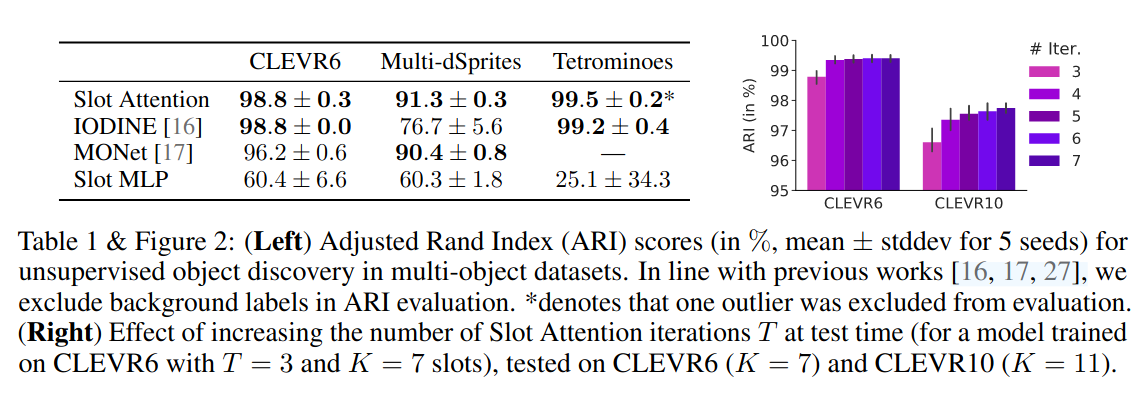 CLEVR6 Multi-dSprites Tetrominoes
Slot Attention 98.8 ± 0.3 91.3 ± 0.3 99.5 ± 0.2*
IODINE [16] 98.8 ± 0.0 76.7 ± 5.6 99.2 ± 0.4
MONet [17] 96.2 ± 0.6 90.4 ± 0.8 —
Slot MLP 60.4 ± 6.6 60.3 ± 1.8 25.1 ± 34.3
ARI (in %)
100
99
98
97
96
95
CLEVR6 CLEVR10
# Iter.
3
4
5
6
7
Table 1 & Figure 2: (Left) Adjusted Rand Index (ARI) scores (in %, mean ± stddev for 5 seeds) for
unsupervised object discovery in multi-object datasets. In line with previous works [16, 17, 27], we
exclude background labels in ARI evaluation. *denotes that one outlier was excluded from evaluation.
(Right) Effect of increasing the number of Slot Attention iterations T at test time (for a model trained
on CLEVR6 with T = 3 and K = 7 slots), tested on CLEVR6 (K = 7) and CLEVR10 (K = 11).